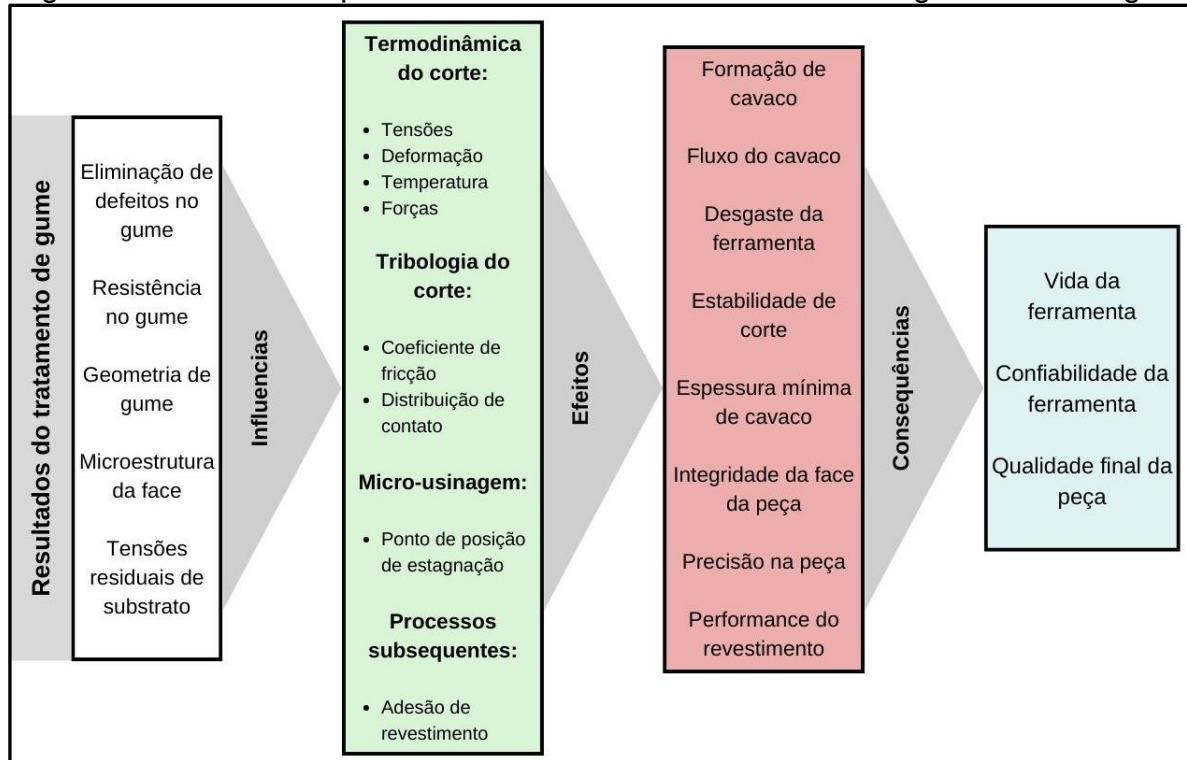 Resultados do tratamento de gume
Eliminação de
defeitos no
gume
Resistência
no gume
Geometria de
gume
Microestrutura
da face
Tensões
residuais de
substrato
Influencias
Termodinâmica
do corte:
• Tensões
• Deformação
• Temperatura
• Forças
Tribologia do
corte:
• Coeficiente de
fricção
• Distribuição de
contato
Micro-usinagem:
• Ponto de posição
de estagnação
Processos
subsequentes:
• Adesão de
revestimento
Efeitos
Formação de
cavaco
Fluxo do cavaco
Desgaste da
ferramenta
Estabilidade de
corte
Espessura mínima
de cavaco
Integridade da face
da peça
Precisão na peça
Performance do
revestimento
Consequências
Vida da
ferramenta
Confiabilidade da
ferramenta
Qualidade final da
peça